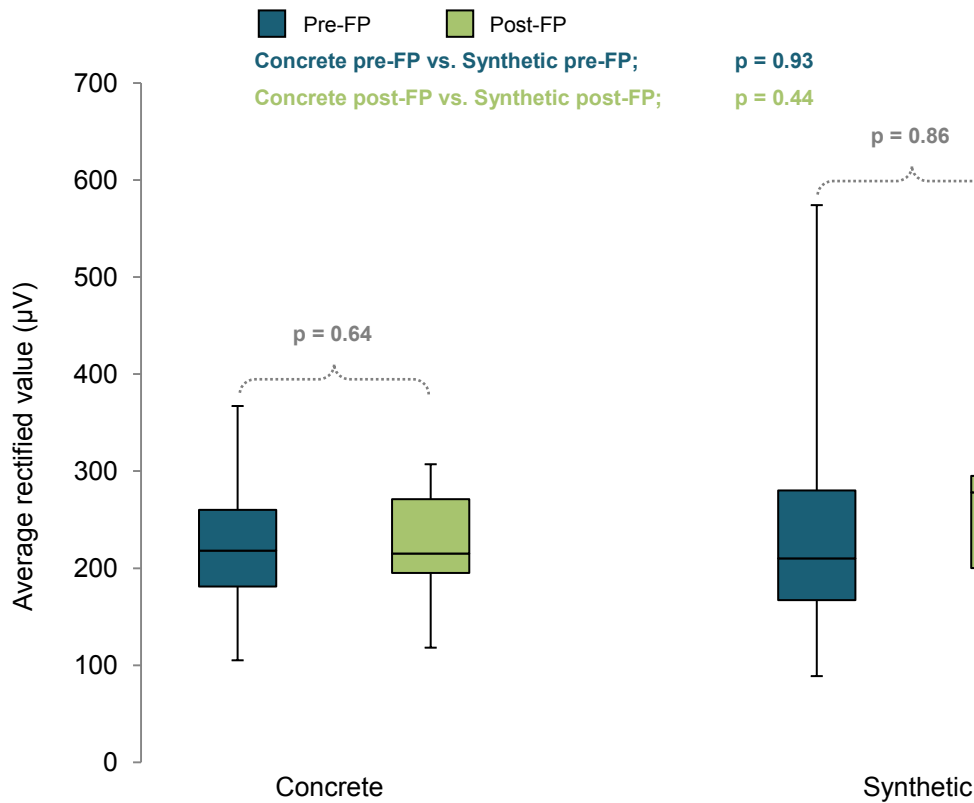 Pre-FP Post-FP
Concrete pre-FP vs. Synthetic pre-FP; p = 0.93
Concrete post-FP vs. Synthetic post-FP; p = 0.44
p = 0.86
p = 0.64
Average rectified value (µV)
700
600
500
400
300
200
100
0
Concrete Synthetic